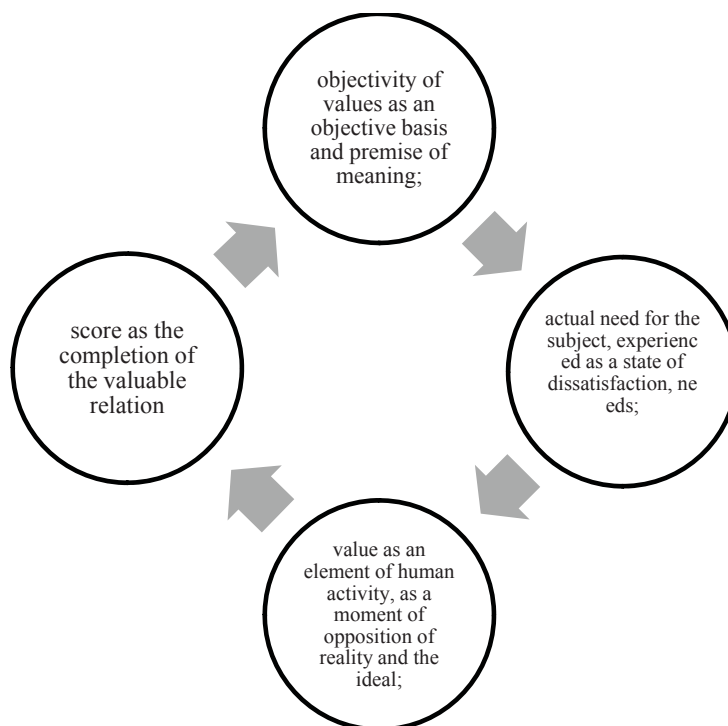 objectivity of
values as an
objective basis
and premise of
meaning;
actual need for the
subject, experienc
ed as a state of
dissatisfaction, ne
eds;
value as an
element of human
activity, as a
moment of
opposition of
reality and the
ideal;
score as the
completion of
the valuable
relation